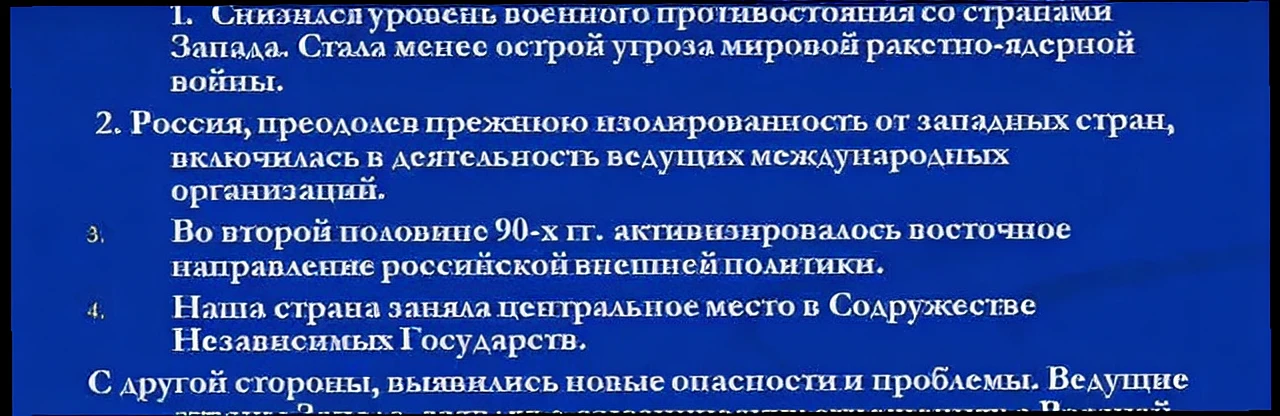 1. Снизился уровень военного противостояния со странами
Запада. Стала менее острой угроза мировой ракетно-ядерной
войны.
2. Россия, преодолев прежнюю изолированность от западных стран,
включилась в деятельность ведущих международных
организаций.
3. Во второй половине 90-х гг. активизировалось восточное
направление российской внешней политики.
4. Наша страна заняла центральное место в Содружестве
Независимых Государств.
С другой стороны, выявились новые опасности и проблемы. Ведущие